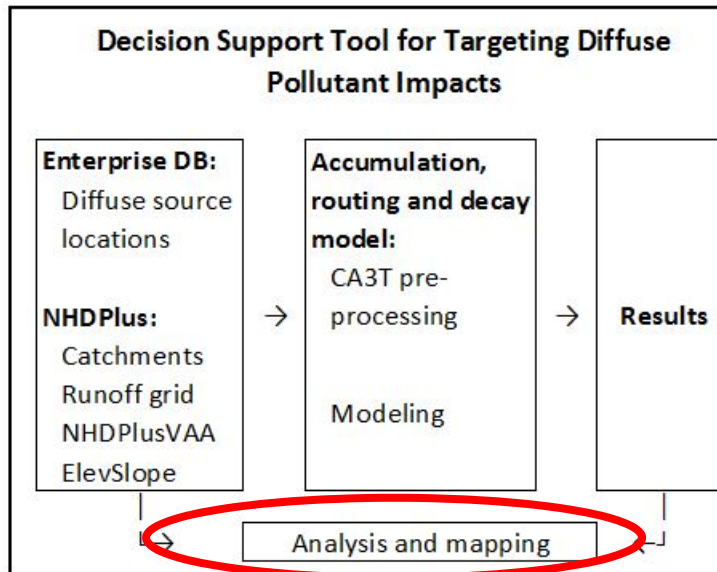 Decision Support Tool for Targeting Diffuse
Pollutant Impacts
Enterprise DB:
Diffuse source
locations
NHDPlus:
Catchments
Runoff grid
NHDPlusVAA
ElevSlope
→
Accumulation,
routing and decay
model:
CA3T pre-
processing
Modeling
→
Results
Analysis and mapping